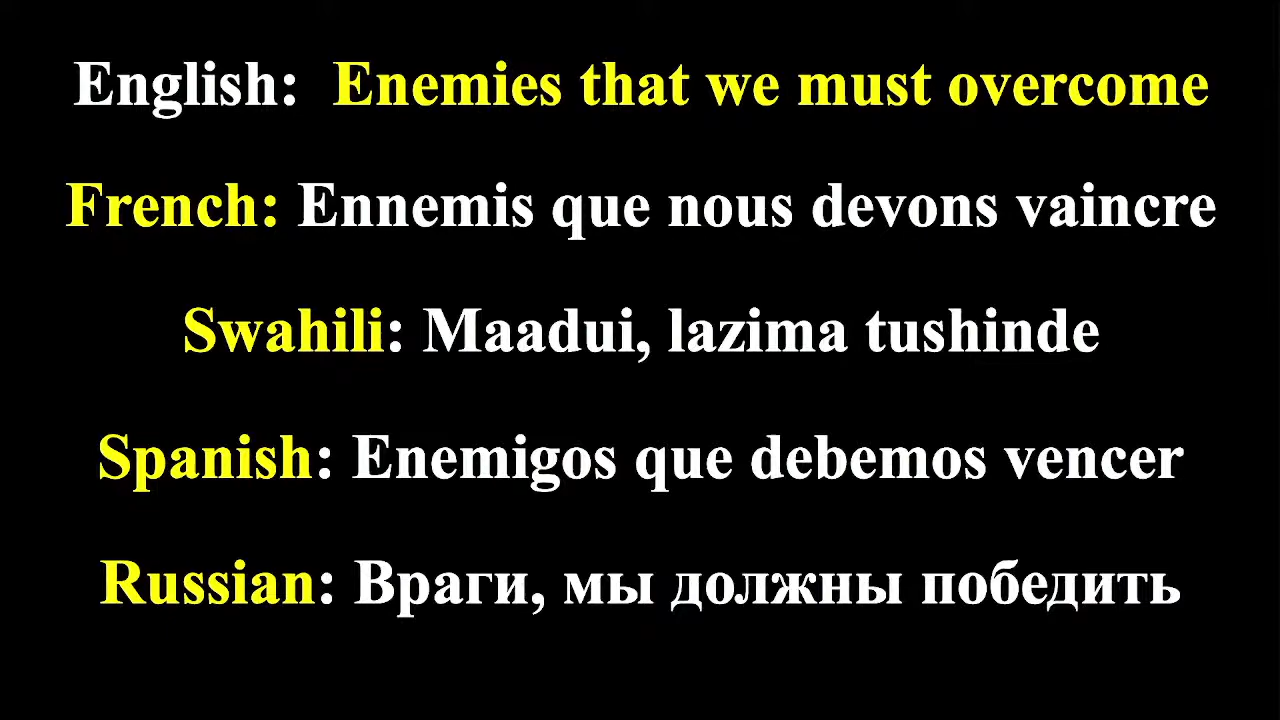 English: Enemies that we must overcome
French: Ennemis que nous devons vaincre
Swahili: Maadui, lazima tushinde
Spanish: Enemigos que debemos vencer
Russian: Враги, мы должны победить